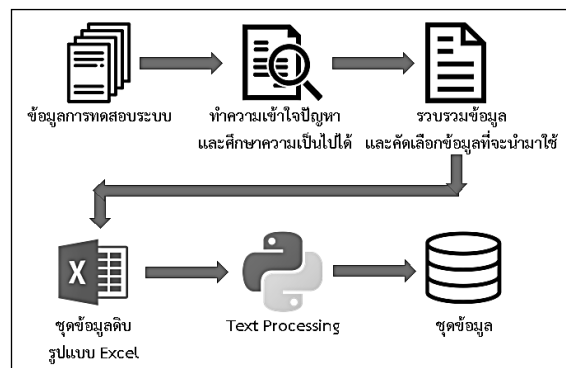 ข้อมูลการทดสอบระบบ
ทำความเข้าใจปัญหา
และศึกษาความเป็นไปได้
รวบรวมข้อมูล
และคัดเลือกข้อมูลที่จะนำมาใช้
X
ชุดข้อมูลดิบ
รูปแบบ Excel
Text Processing
ชุดข้อมูล